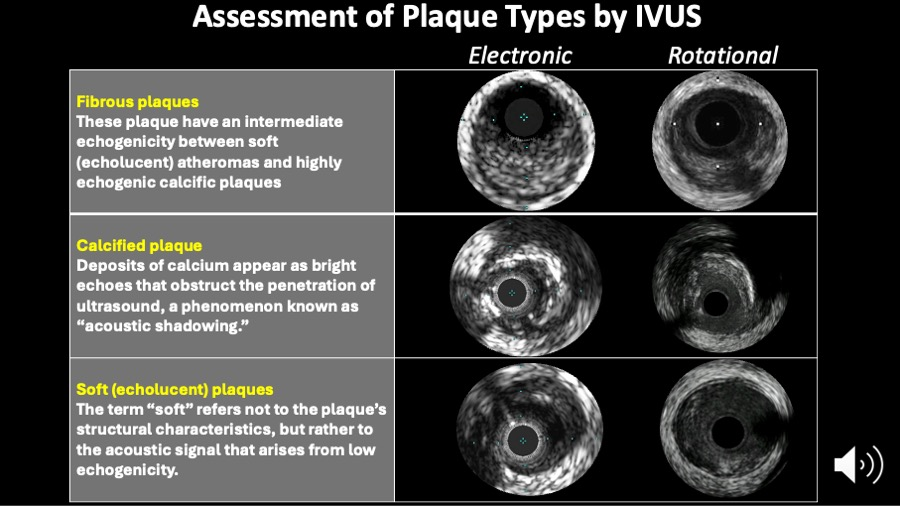 Assessment of Plaque Types by IVUS
Electronic
Rotational
Fibrous plaques
These plaque have an intermediate
echogenicity between soft
(echolucent) atheromas and highly
echogenic calcific plaques
Calcified plaque
Deposits of calcium appear as bright
echoes that obstruct the penetration of
ultrasound, a phenomenon known as
“acoustic shadowing.”
Soft (echolucent) plaques
The term “soft” refers not to the plaque’s
structural characteristics, but rather to
the acoustic signal that arises from low
echogenicity.